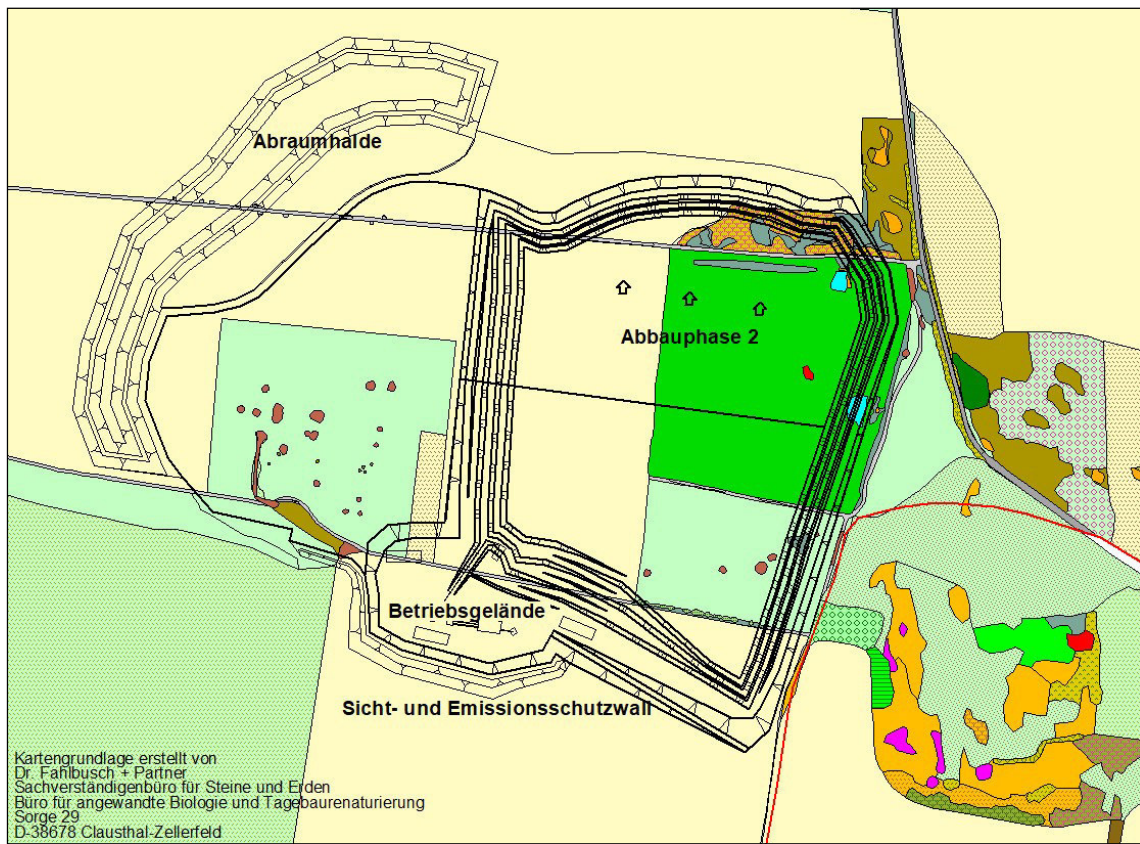 Abraumhalde
Abbauphase 2
Betriebsgelände
Sicht- und Emissionsschutzwall
Kartengrundlage erstellt von
Dr. Fahlbusch + Partner
Sachverständigenbüro für Steine und Erden
Büro für angewandte Biologie und Tagebaurenaturierung
Sorge 29
D-38678 Clausthal-Zellerfeld